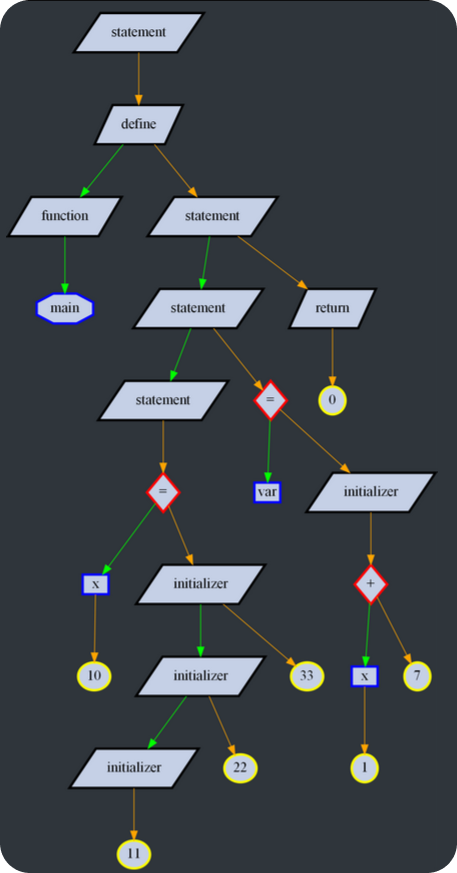 statement
define
function
statement
main
statement
return
statement
=
0
=
var
initializer
x
initializer
+
10
initializer
33
x
7
initializer
22
1
11